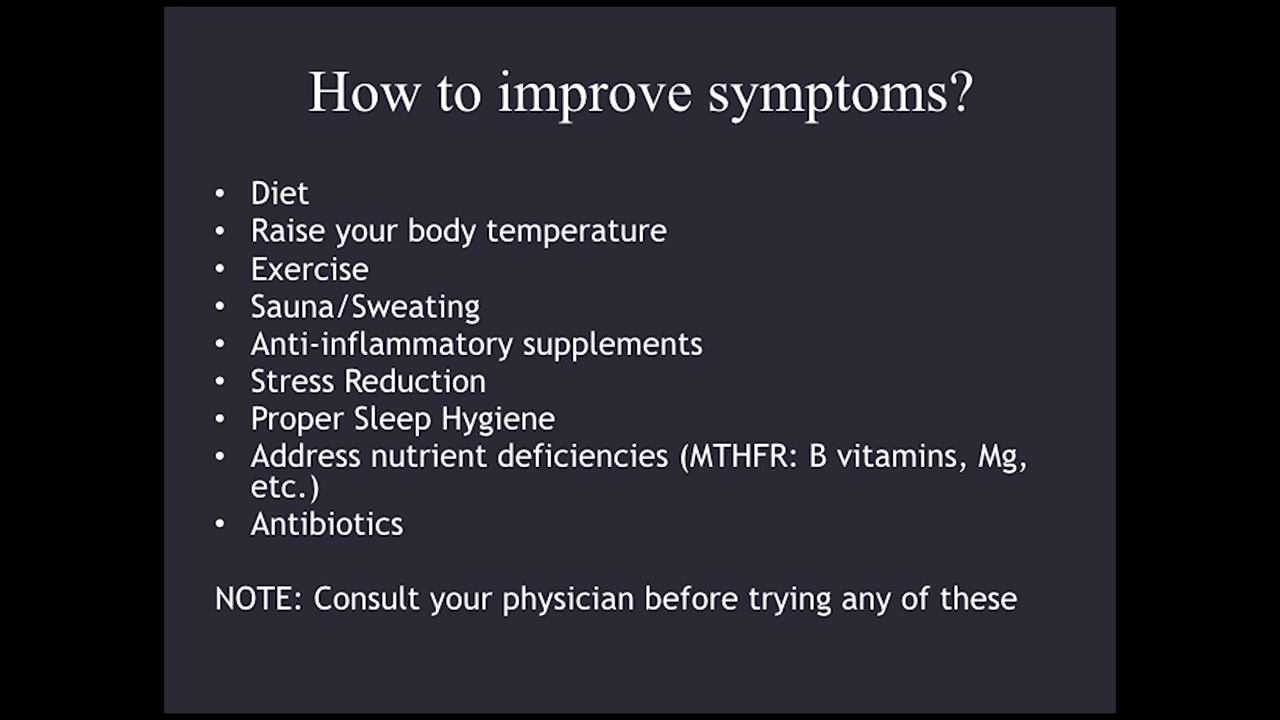 How to improve symptoms?
• Diet
• Raise your body temperature
• Exercise
• Sauna/Sweating
• Anti-inflammatory supplements
• Stress Reduction
• Proper Sleep Hygiene
• Address nutrient deficiencies (MTHFR: B vitamins, Mg,
etc.)
• Antibiotics
NOTE: Consult your physician before trying any of these